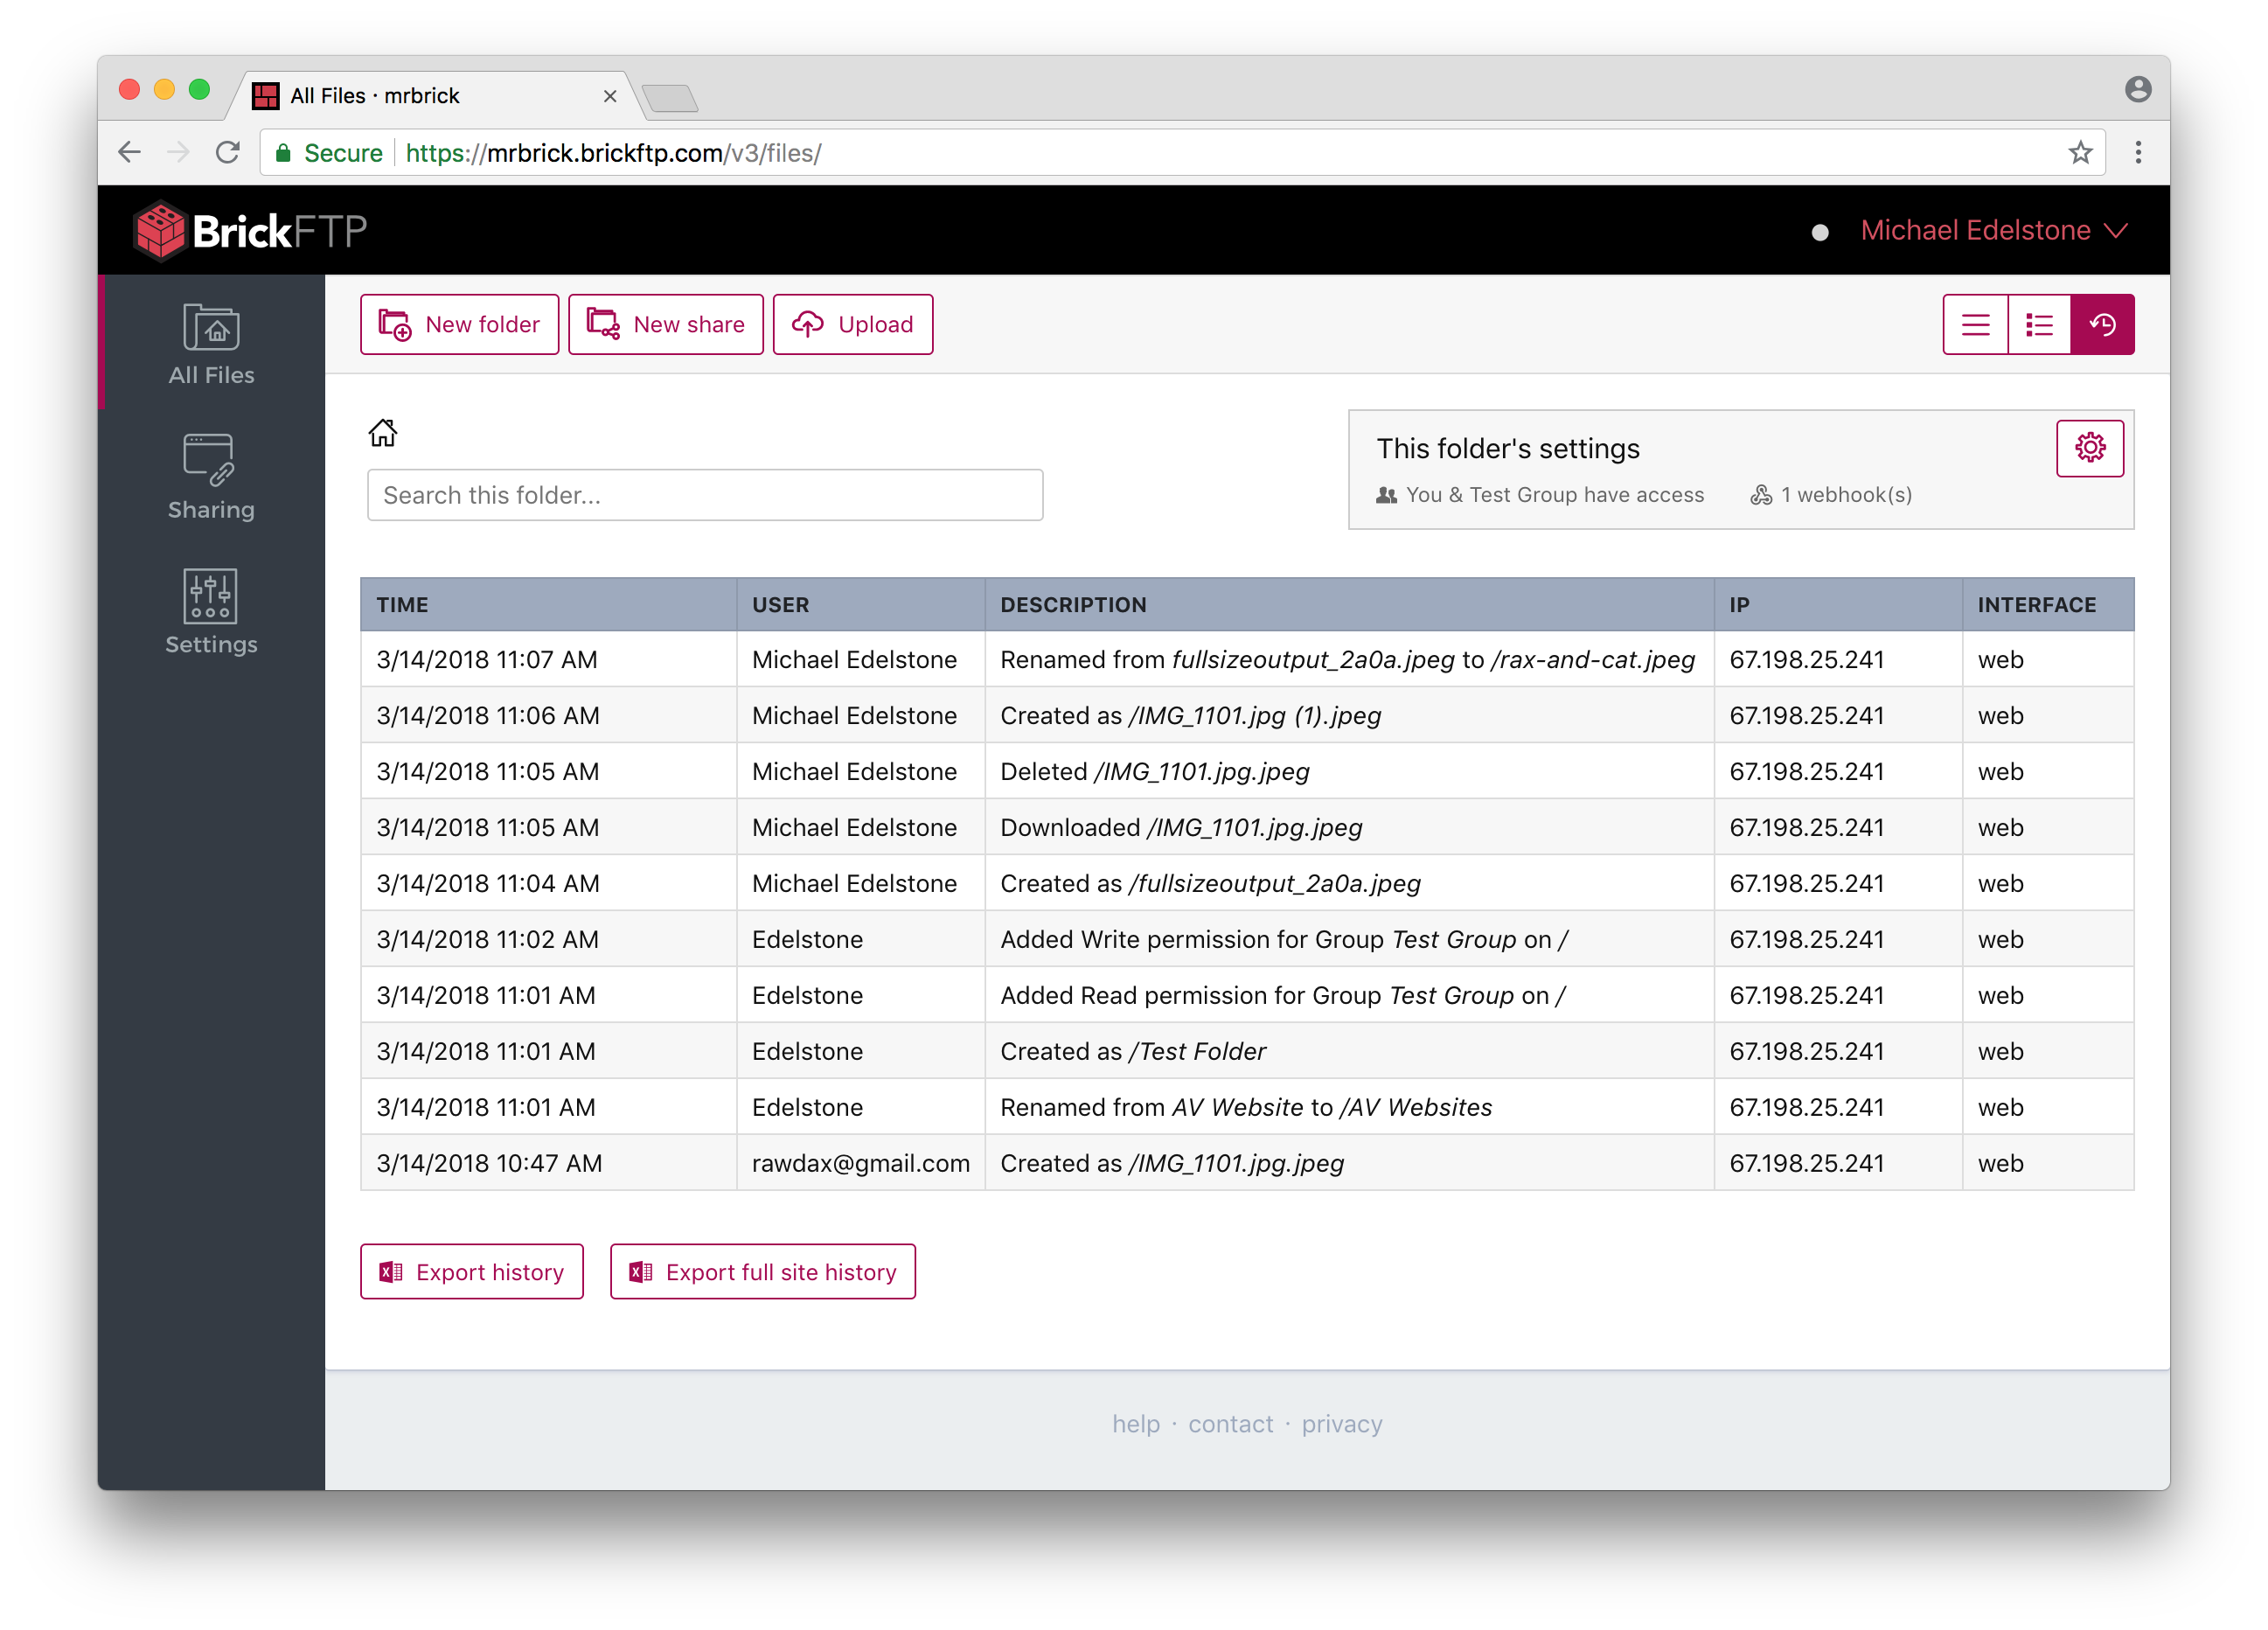 All Files · mrbrick
Secure https://mrbrick.brickftp.com/v3/files/
BrickFTP
Michael Edelstone
All Files
Sharing
Settings
New folder New share Upload
This folder's settings
You & Test Group have access 1 webhook(s)
Search this folder...
TIME USER DESCRIPTION IP INTERFACE
3/14/2018 11:07 AM Michael Edelstone Renamed from fullsizeoutput_2a0a.jpeg to /rax-and-cat.jpeg 67.198.25.241 web
3/14/2018 11:06 AM Michael Edelstone Created as /IMG_1101.jpg (1).jpeg 67.198.25.241 web
3/14/2018 11:05 AM Michael Edelstone Deleted /IMG_1101.jpg.jpeg 67.198.25.241 web
3/14/2018 11:05 AM Michael Edelstone Downloaded /IMG_1101.jpg.jpeg 67.198.25.241 web
3/14/2018 11:04 AM Michael Edelstone Created as /fullsizeoutput_2a0a.jpeg 67.198.25.241 web
3/14/2018 11:02 AM Edelstone Added Write permission for Group Test Group on / 67.198.25.241 web
3/14/2018 11:01 AM Edelstone Added Read permission for Group Test Group on / 67.198.25.241 web
3/14/2018 11:01 AM Edelstone Created as /Test Folder 67.198.25.241 web
3/14/2018 11:01 AM Edelstone Renamed from AV Website to /AV Websites 67.198.25.241 web
3/14/2018 10:47 AM rawdax@gmail.com Created as /IMG_1101.jpg.jpeg 67.198.25.241 web
Export history Export full site history
help · contact · privacy